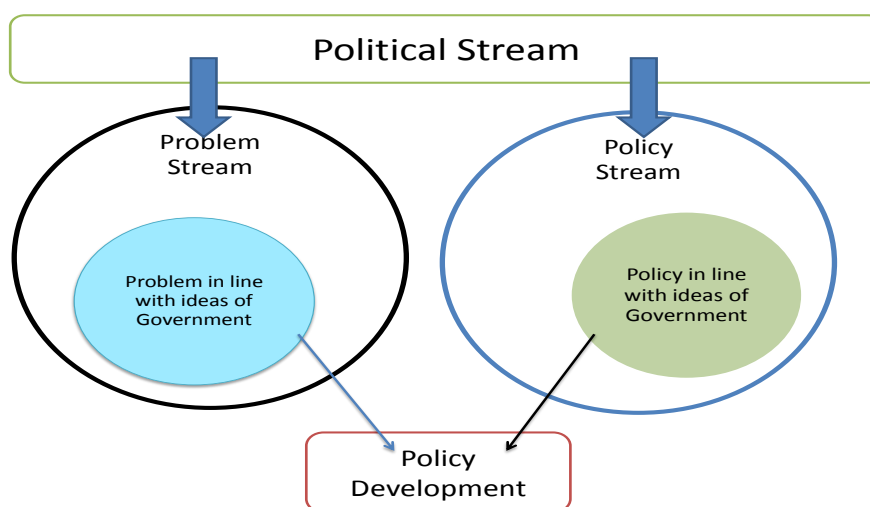 Political Stream
Problem
Stream
Policy
Stream
Problem in line
with ideas of
Government
Policy in line
with ideas of
Government
Policy
Development